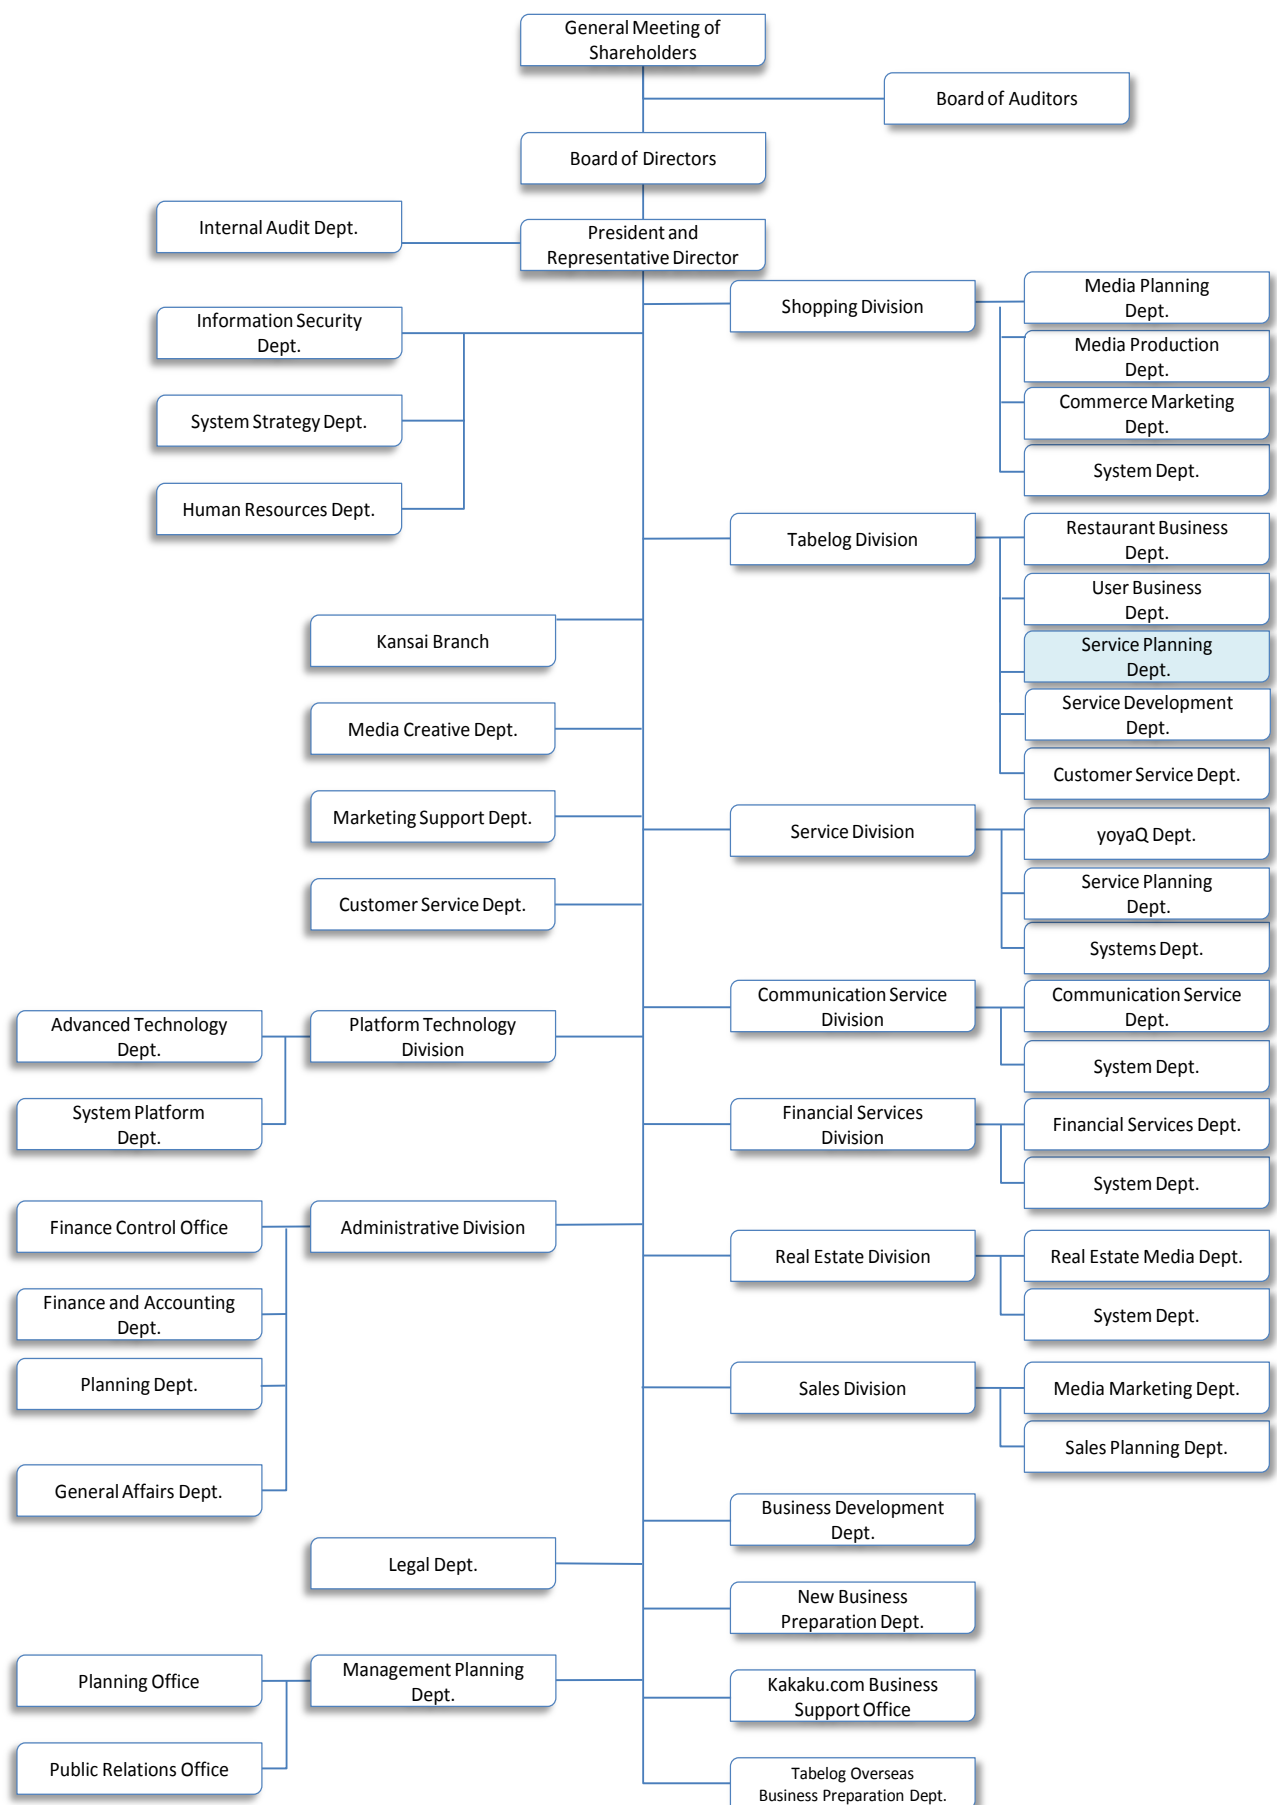 General Meeting of
Shareholders
Board of Auditors
Board of Directors
Internal Audit Dept.
President and
Representative Director
Information Security
Dept.
System Strategy Dept.
Human Resources Dept.
Shopping Division
Media Planning
Dept.
Media Production
Dept.
Commerce Marketing
Dept.
System Dept.
Tabelog Division
Restaurant Business
Dept.
User Business
Dept.
Service Planning
Dept.
Service Development
Dept.
Customer Service Dept.
Kansai Branch
Media Creative Dept.
Marketing Support Dept.
Customer Service Dept.
Service Division
yoyaQ Dept.
Service Planning
Dept.
Systems Dept.
Advanced Technology
Dept.
Platform Technology
Division
System Platform
Dept.
Communication Service
Division
Communication Service
Dept.
System Dept.
Financial Services
Division
Financial Services Dept.
System Dept.
Finance Control Office
Administrative Division
Finance and Accounting
Dept.
Planning Dept.
General Affairs Dept.
Real Estate Division
Real Estate Media Dept.
System Dept.
Sales Division
Media Marketing Dept.
Sales Planning Dept.
Business Development
Dept.
Legal Dept.
New Business
Preparation Dept.
Planning Office
Management Planning
Dept.
Public Relations Office
Kakaku.com Business
Support Office
Tabelog Overseas
Business Preparation Dept.